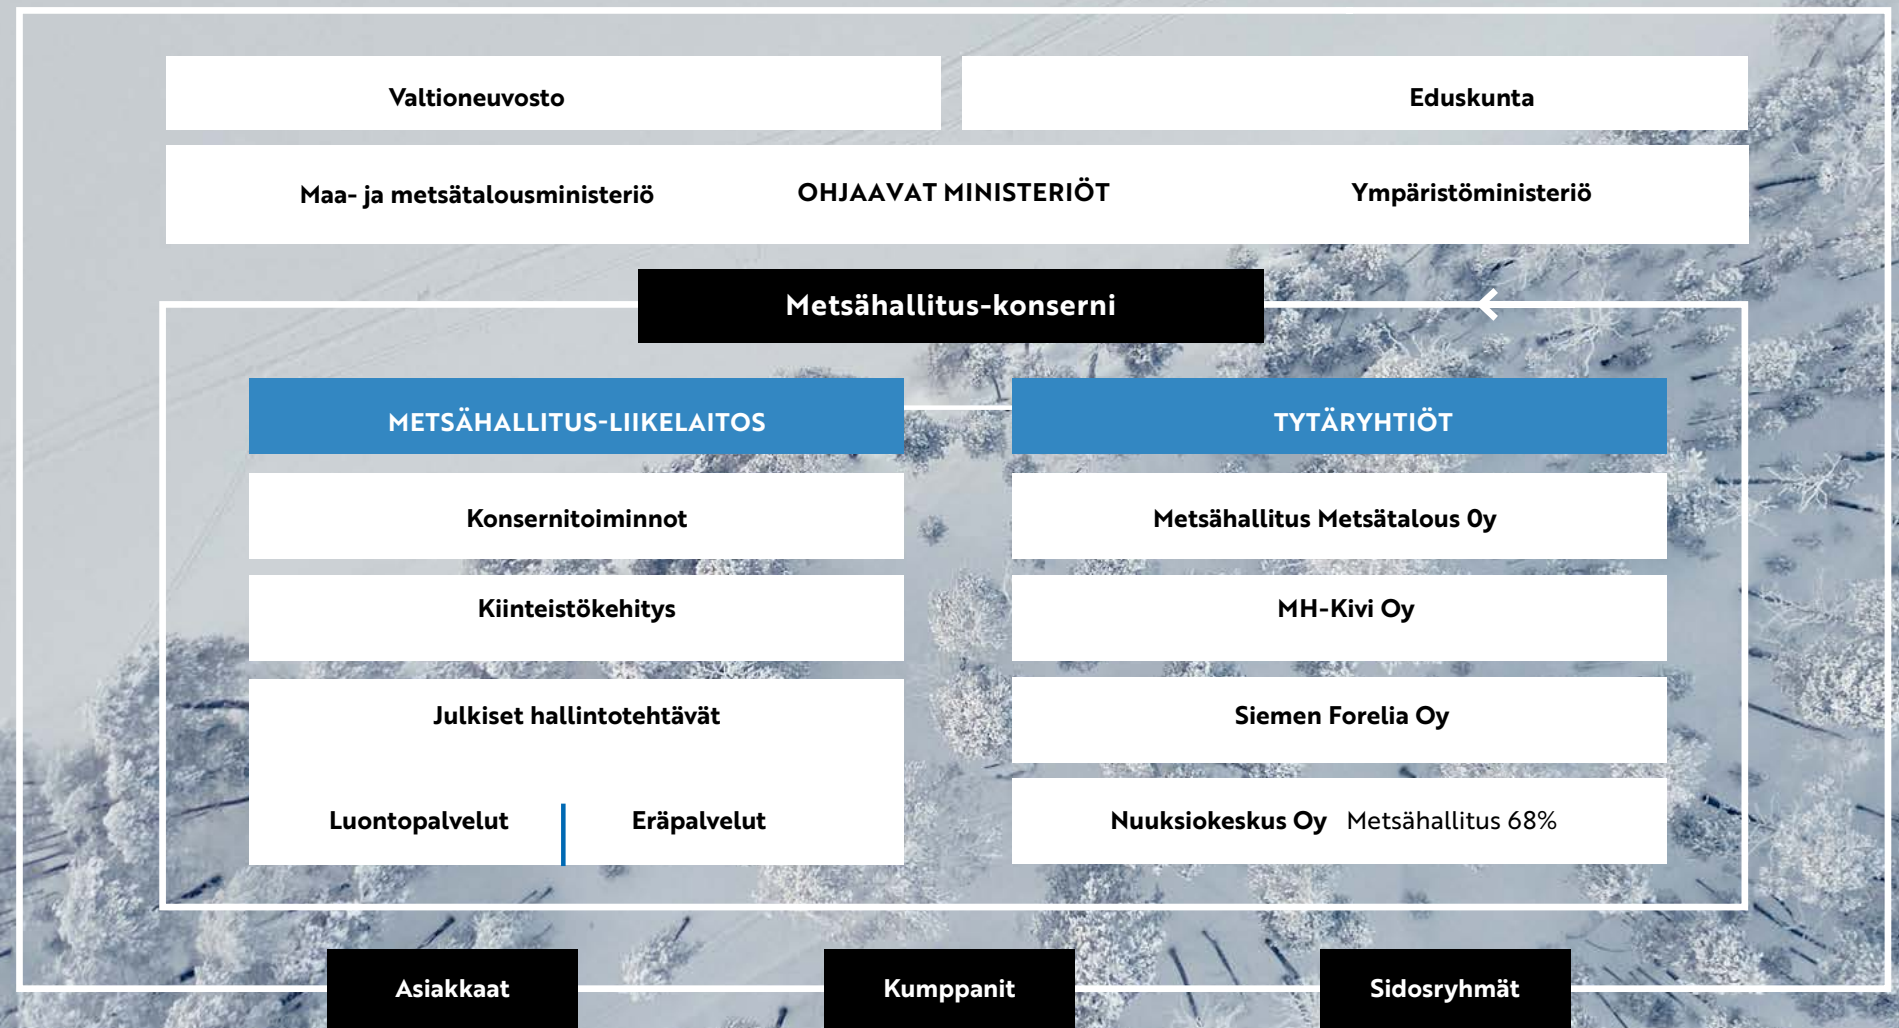 Valtioneuvosto
Eduskunta
Maa- ja metsätalousministeriö
OHJAAVAT MINISTERIÖT
Ympäristöministeriö
Metsähallitus-konserni
METSÄHALLITUS-LIIKELAITOS
TYTÄRYHTIÖT
Konsernitoiminnot
Metsähallitus Metsätalous 0y
Kiinteistökehitys
MH-Kivi Oy
Julkiset hallintotehtävät
Siemen Forelia Oy
Luontopalvelut
Eräpalvelut
Nuuksiokeskus Oy Metsähallitus 68%
Asiakkaat
Kumppanit
Sidosryhmät